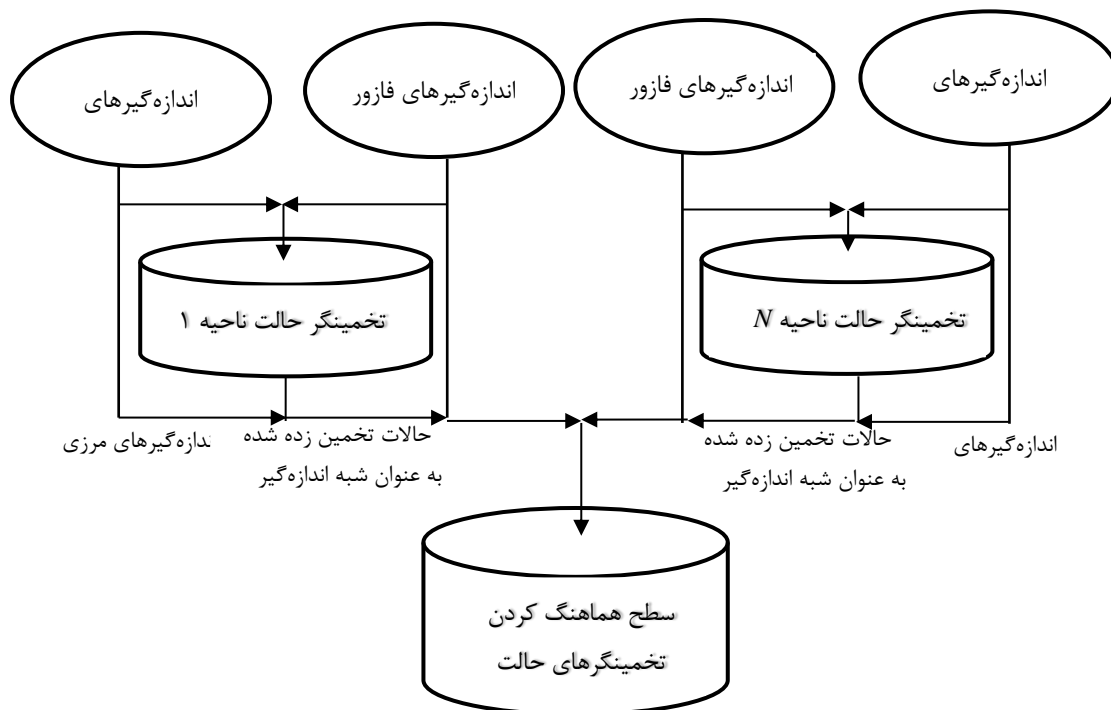 اندازه‌گیرهای
اندازه‌گیرهای فازور
اندازه‌گیرهای فازور
اندازه‌گیرهای
تخمینگر حالت ناحیه ۱
تخمینگر حالت ناحیه N
مرزی
حالات تخمین زده شده
به عنوان شبه اندازه‌گیر
حالات تخمین زده شده
به عنوان شبه اندازه‌گیر
اندازه‌گیرهای
سطح هماهنگ کردن
تخمینگرهای حالت